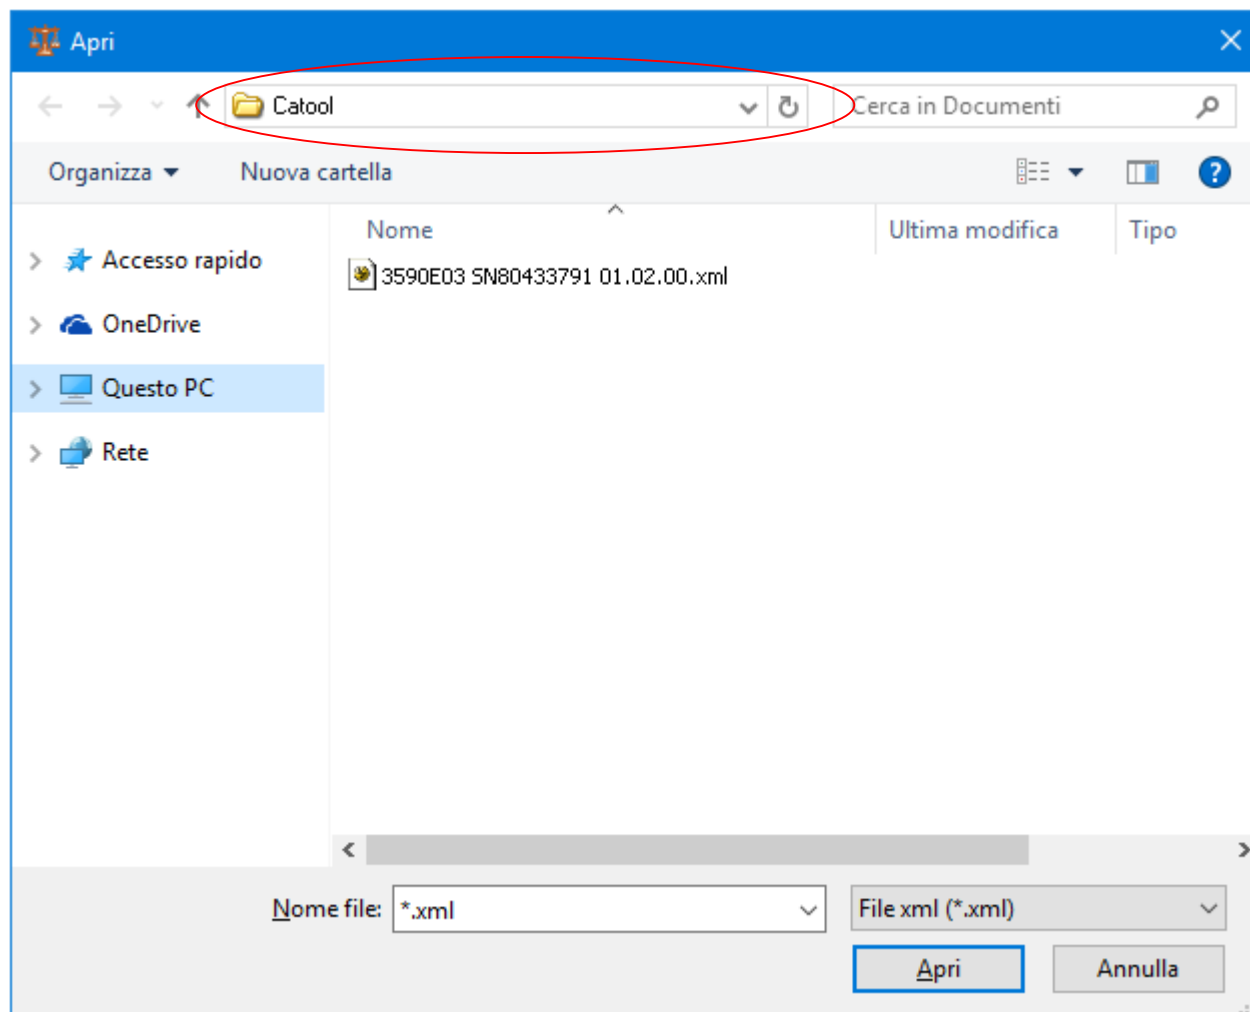 Apri
Catool
Cerca in Documenti
Organizza
Nuova cartella
?
Nome
Ultima modifica
Tipo
Accesso rapido
3590E03 SN80433791 01.02.00.xml
OneDrive
Questo PC
Rete
Nome file:
*.xml
File xml (*.xml)
Apri
Annulla